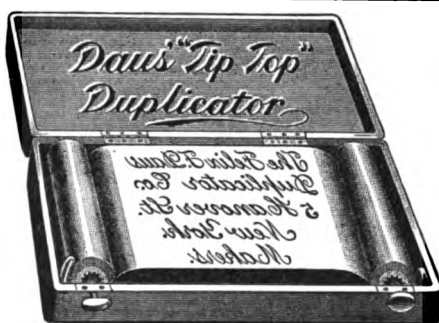 Daus' "Tip Top"
Duplicator
The Felix F. Daus
Duplicator Co.
5 Hanover St.
New York.
Makers.